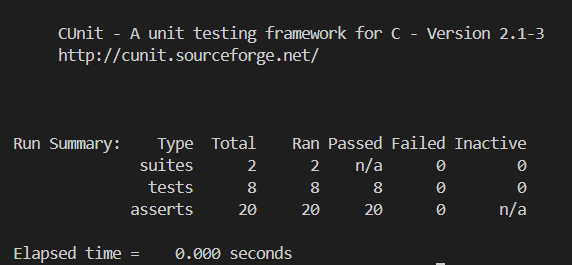 CUnit - A unit testing framework for C - Version 2.1-3
http://cunit.sourceforge.net/
Run Summary: Type Total Ran Passed Failed Inactive
suites 2 2 n/a 0 0
tests 8 8 8 0 0
asserts 20 20 20 0 n/a
Elapsed time = 0.000 seconds